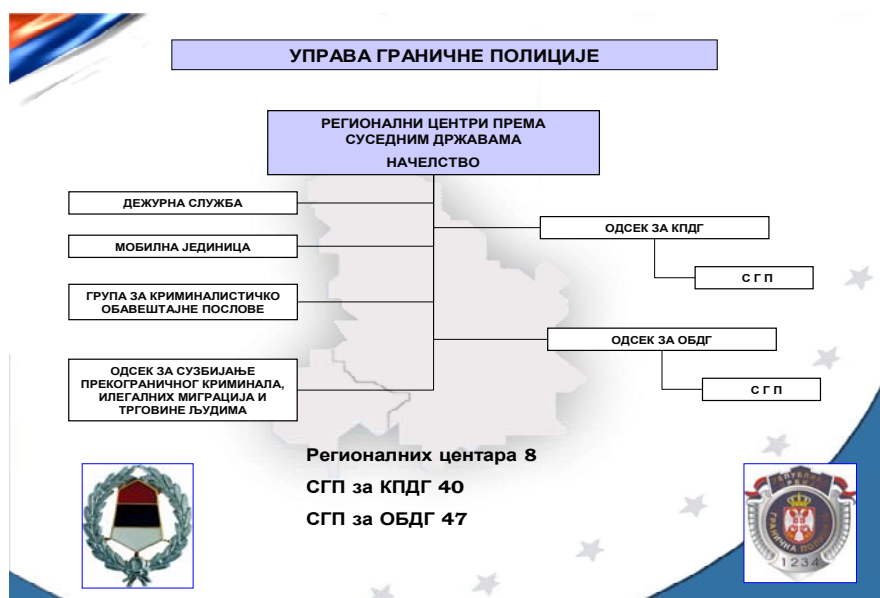 УПРАВА ГРАНИЧНЕ ПОЛИЦИЈЕ
РЕГИОНАЛНИ ЦЕНТРИ ПРЕМА
СУСЕДНИМ ДРЖАВАМА
НАЧЕЛСТВО
ДЕЖУРНА СЛУЖБА
МОБИЛНА ЈЕДИНИЦА
ГРУПА ЗА КРИМИНАЛИСТИЧКО
ОБАВЕШТАЈНЕ ПОСЛОВЕ
ОДСЕК ЗА СУЗБИЈАЊЕ
ПРЕКОГРАНИЧНОГ КРИМИНАЛА,
ИЛЕГАЛНИХ МИГРАЦИЈА И
ТРГОВИНЕ ЉУДИМА
ОДСЕК ЗА КПДГ
С Г П
ОДСЕК ЗА ОБДГ
С Г П
Регионалних центара 8
СГП за КПДГ 40
СГП за ОБДГ 47
ГРАНИЧНА ПОЛИЦИЈА
1234